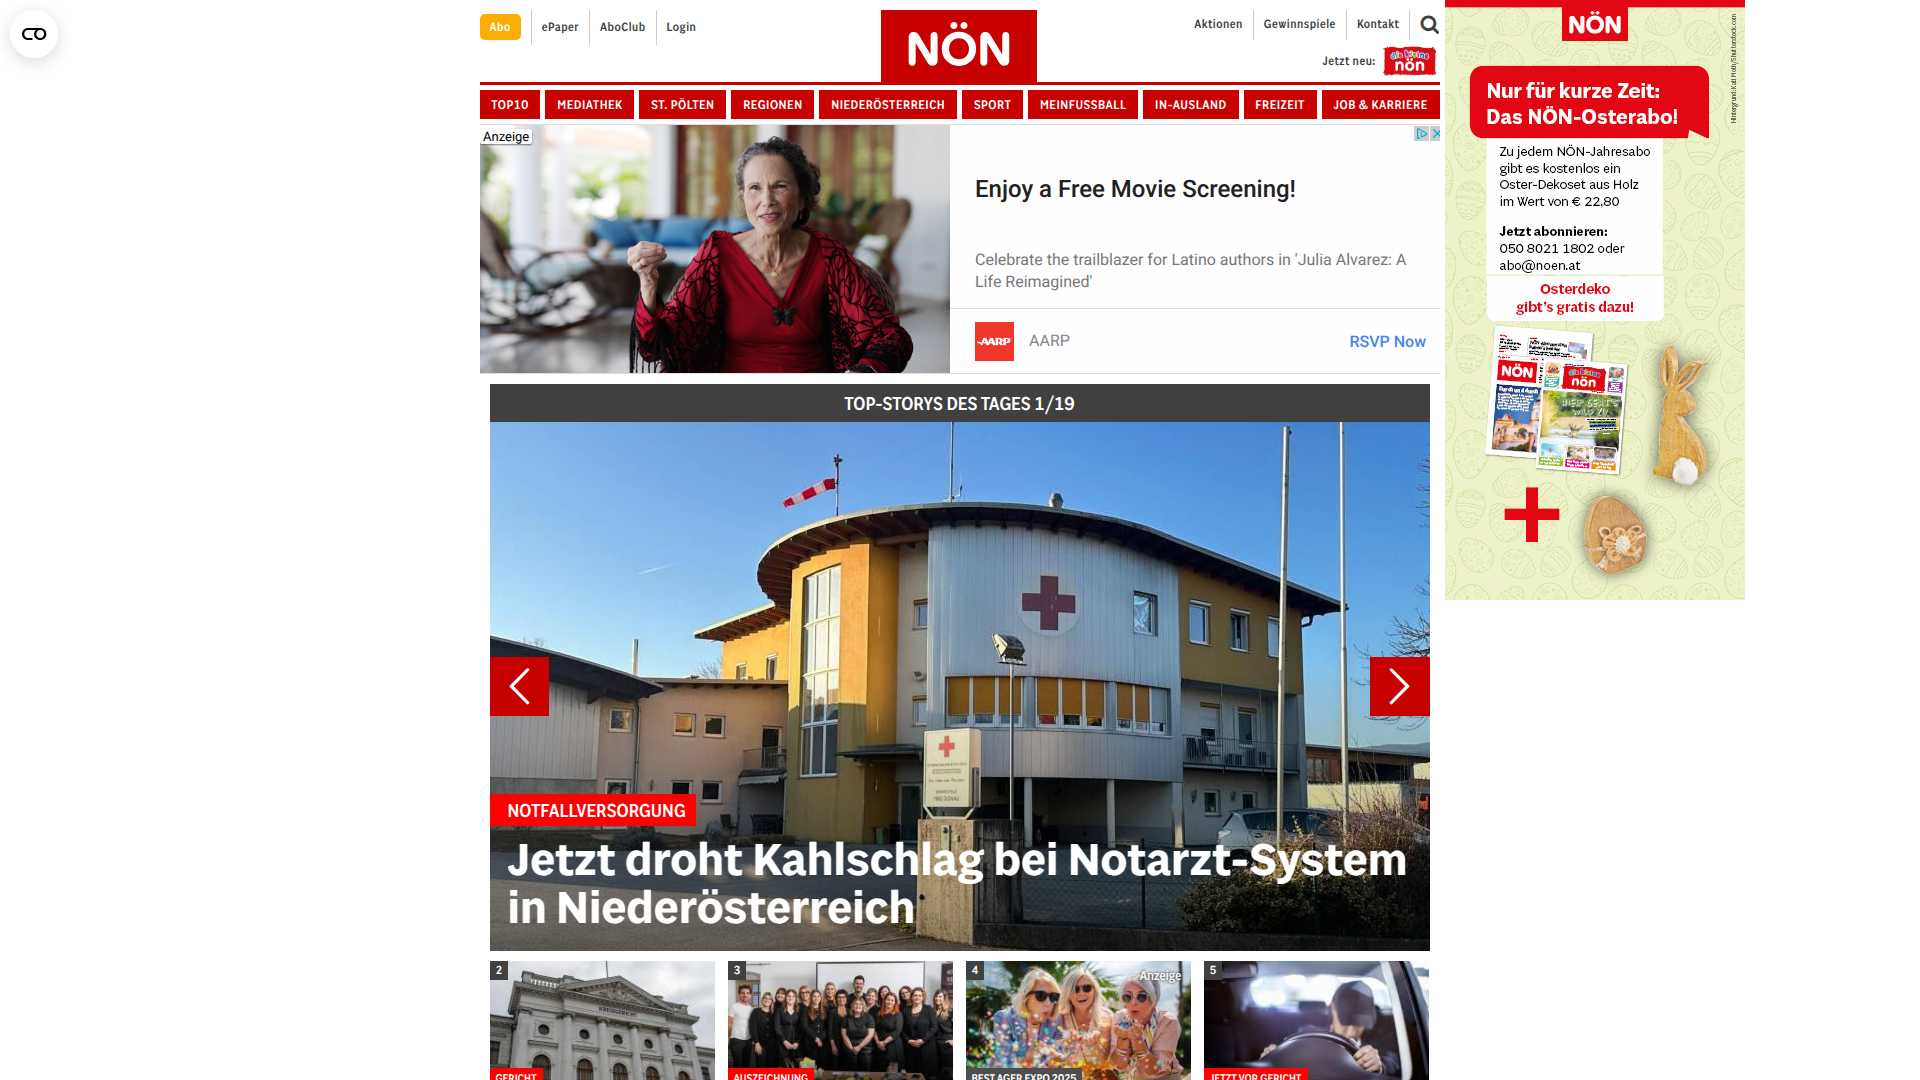 Abo
ePaper
AboClub
Login
NÖN
Aktionen
Gewinnspiele
Kontakt
Jetzt neu:
die kleine
nön
TOP10
MEDIATHEK
ST. PÖLTEN
REGIONEN
NIEDERÖSTERREICH
SPORT
MEINFUSSBALL
IN-AUSLAND
FREIZEIT
JOB & KARRIERE
Anzeige
Enjoy a Free Movie Screening!
Celebrate the trailblazer for Latino authors in 'Julia Alvarez: A
Life Reimagined'
AARP
AARP
RSVP Now
TOP-STORYS DES TAGES 1/19
NOTFALLVERSORGUNG
Jetzt droht Kahlschlag bei Notarzt-System
in Niederösterreich
2
GERICHT
3
AUSZEICHNUNG
4
Anzeige
BEST AGER EXPO 2025
5
JETZT VOR GERICHT
NÖN
Nur für kurze Zeit:
Das NÖN-Osterabo!
Zu jedem NÖN-Jahresabo
gibt es kostenlos ein
Oster-Dekoset aus Holz
im Wert von € 22,80
Jetzt abonnieren:
050 8021 1802 oder
abo@noen.at
Osterdeko
gibt's gratis dazu!
NÖN
die kleine
nön